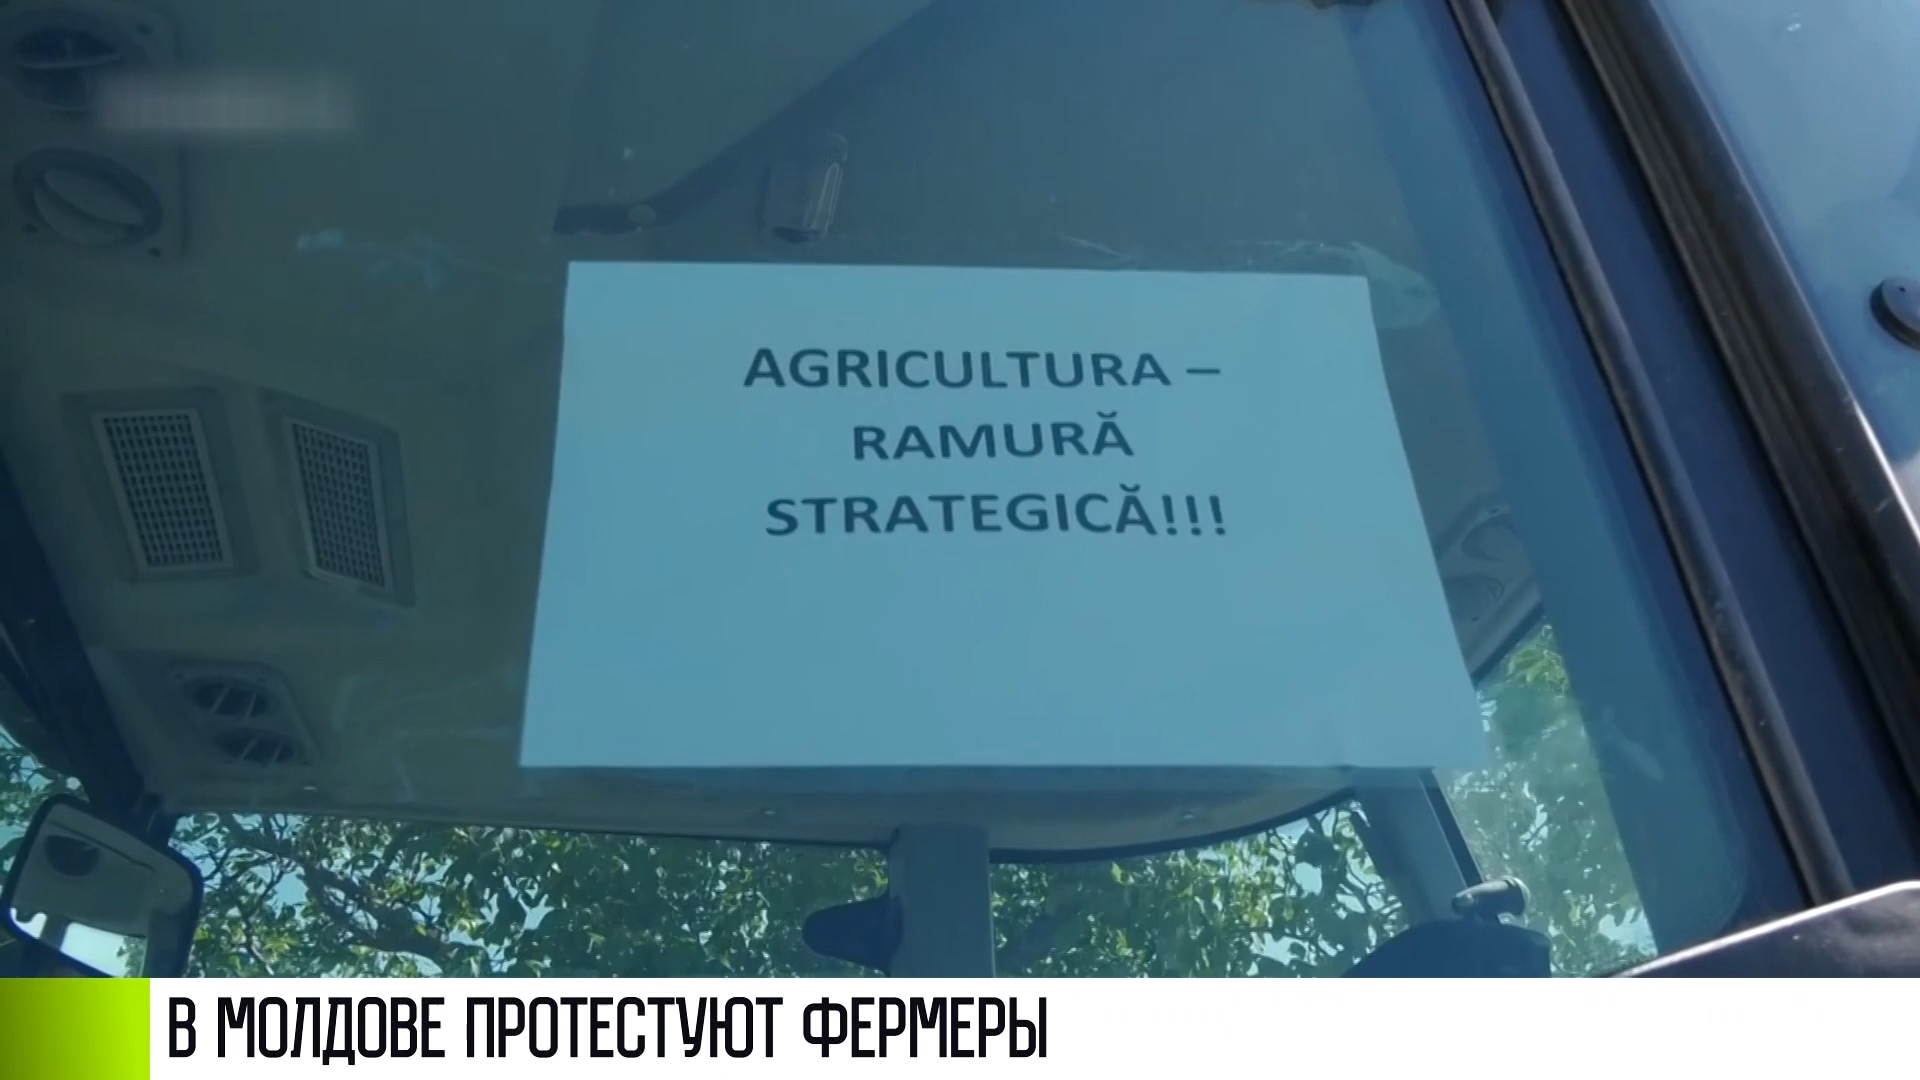 AGRICULTURA –
RAMURĂ
STRATEGICĂ!!!
В МОЛДОВЕ ПРОТЕСТУЮТ ФЕРМЕРЫ